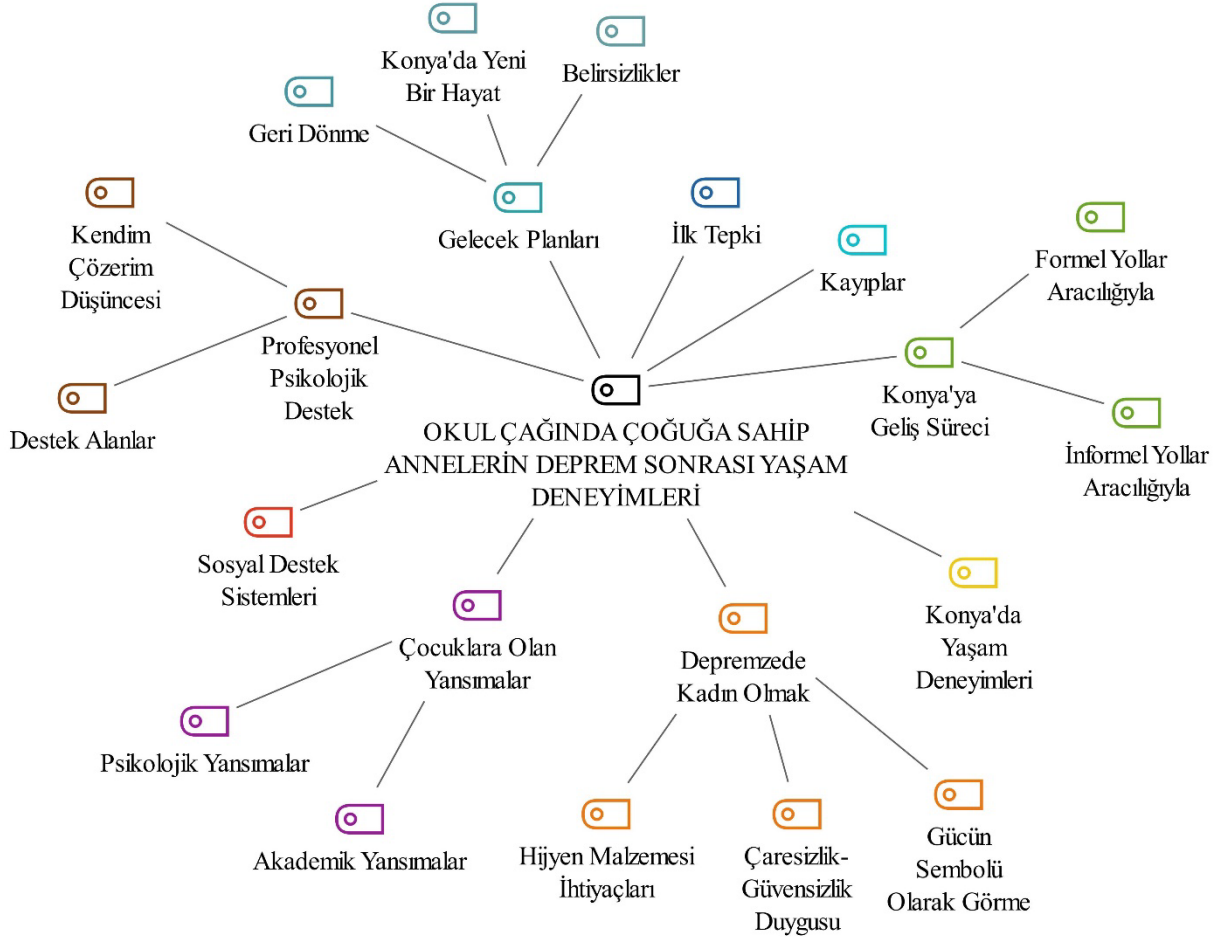 Konya'da Yeni
Bir Hayat
Belirsizlikler
Geri Dönme
Gelecek Planları
İlk Tepki
Kayıplar
Formel Yollar
Aracılığıyla
Kendim
Çözerim
Düşüncesi
Profesyonel
Psikolojik
Destek
Destek Alanlar
Konya'ya
Geliş Süreci
İnformel Yollar
Aracılığıyla
OKUL ÇAĞINDA ÇOĞUĞA SAHİP
ANNELERİN DEPREM SONRASI YAŞAM
DENEYİMLERİ
Sosyal Destek
Sistemleri
Çocuklara Olan
Yansımalar
Depremzede
Kadın Olmak
Konya'da
Yaşam
Deneyimleri
Psikolojik Yansımalar
Akademik Yansımalar
Hijyen Malzemesi
İhtiyaçları
Çaresizlik-
Güvensizlik
Duygusu
Gücün
Sembolü
Olarak Görme